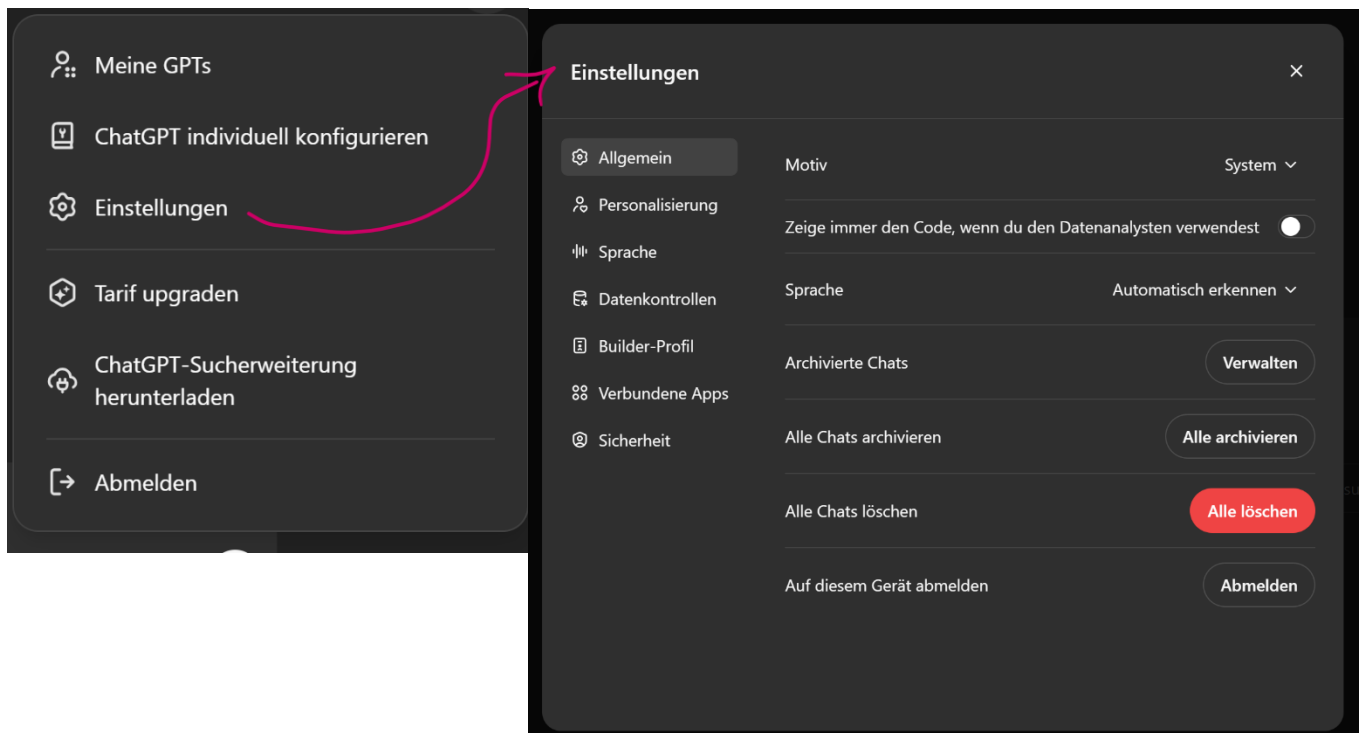 Meine GPTs
ChatGPT individuell konfigurieren
Einstellungen
Tarif upgraden
ChatGPT-Sucherweiterung
herunterladen
Abmelden
Einstellungen
Allgemein
Personalisierung
Sprache
Datenkontrollen
Builder-Profil
Verbundene Apps
Sicherheit
Motiv System
Zeige immer den Code, wenn du den Datenanalysten verwendest
Sprache Automatisch erkennen
Archivierte Chats Verwalten
Alle Chats archivieren Alle archivieren
Alle Chats löschen Alle löschen
Auf diesem Gerät abmelden Abmelden